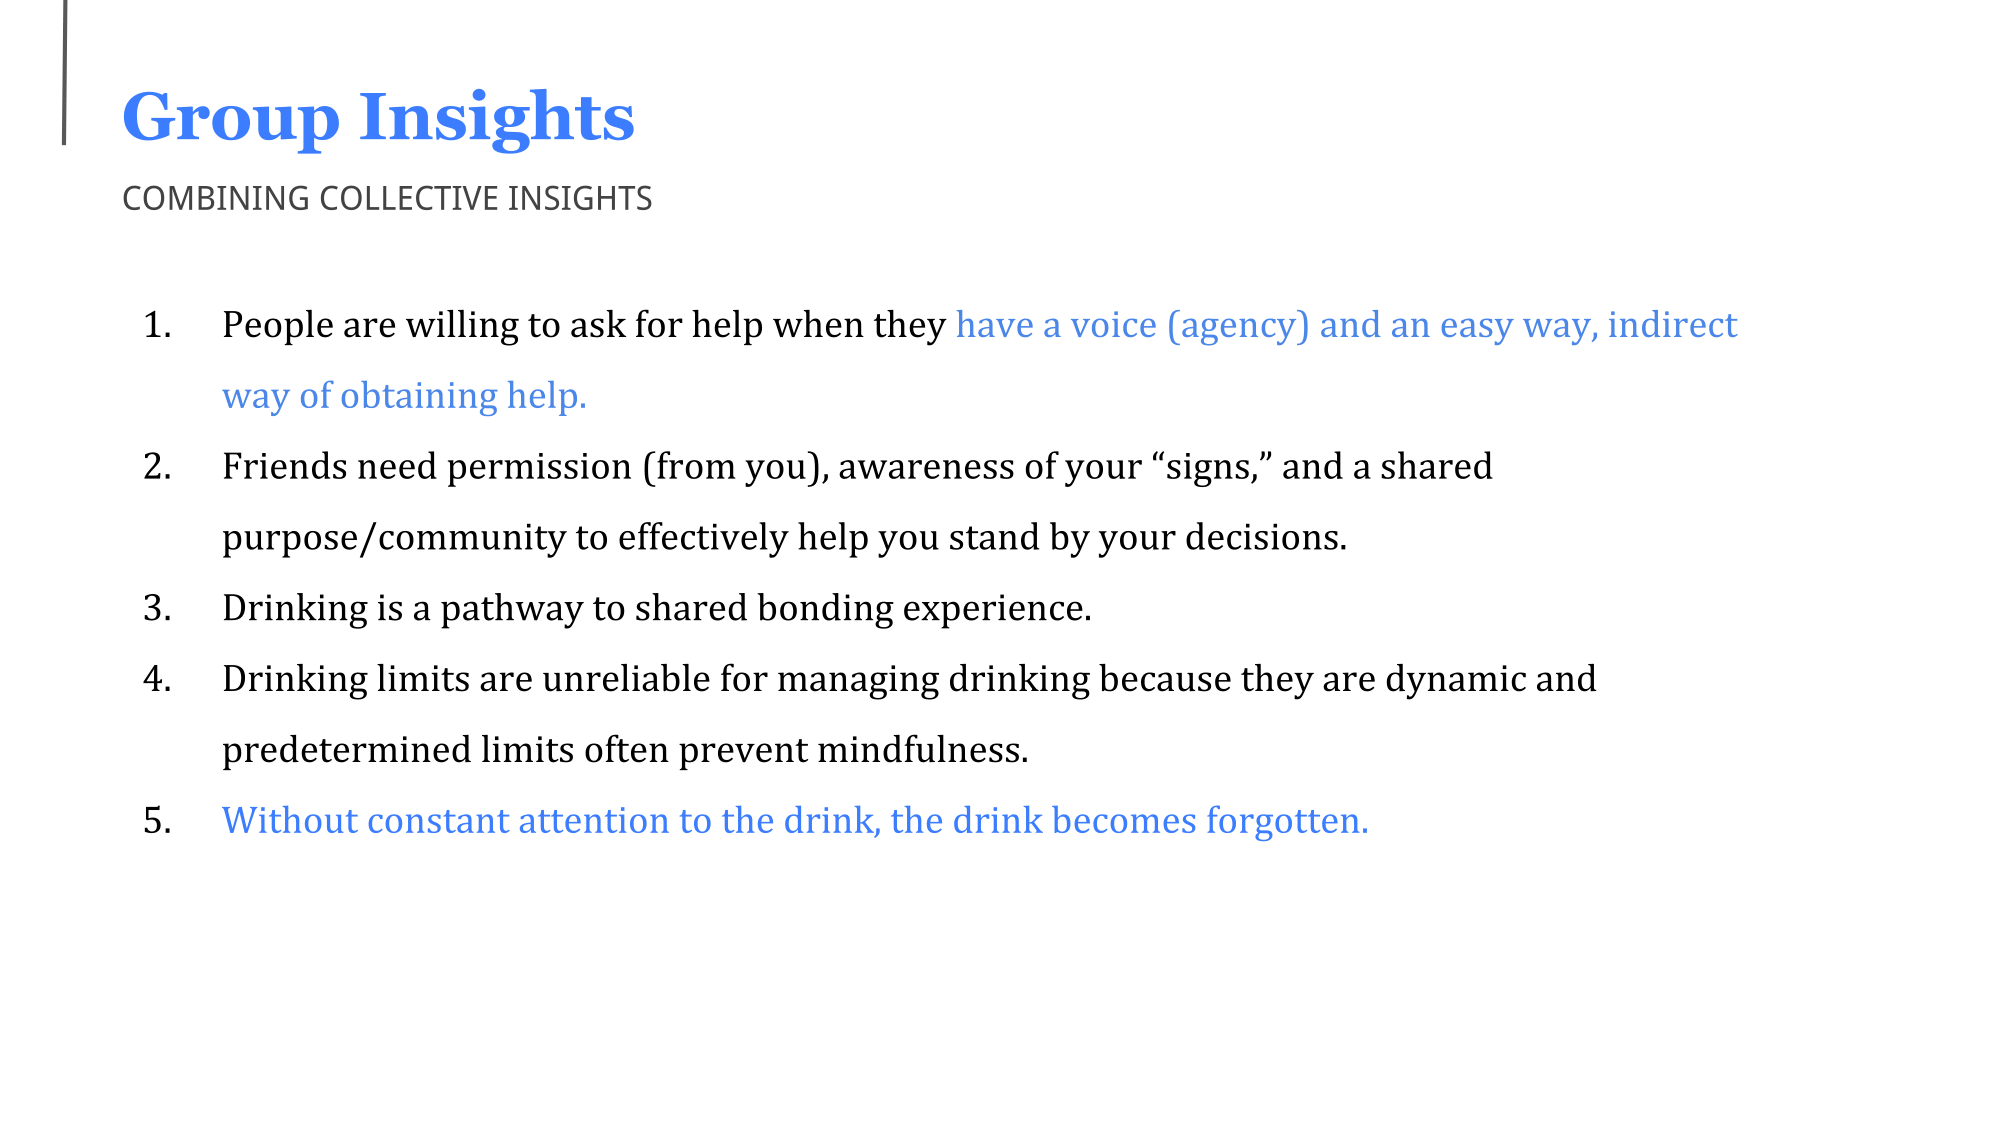 Group Insights
COMBINING COLLECTIVE INSIGHTS
1. People are willing to ask for help when they have a voice (agency) and an easy way, indirect
way of obtaining help.
2. Friends need permission (from you), awareness of your “signs,” and a shared
purpose/community to effectively help you stand by your decisions.
3. Drinking is a pathway to shared bonding experience.
4. Drinking limits are unreliable for managing drinking because they are dynamic and
predetermined limits often prevent mindfulness.
5. Without constant attention to the drink, the drink becomes forgotten.